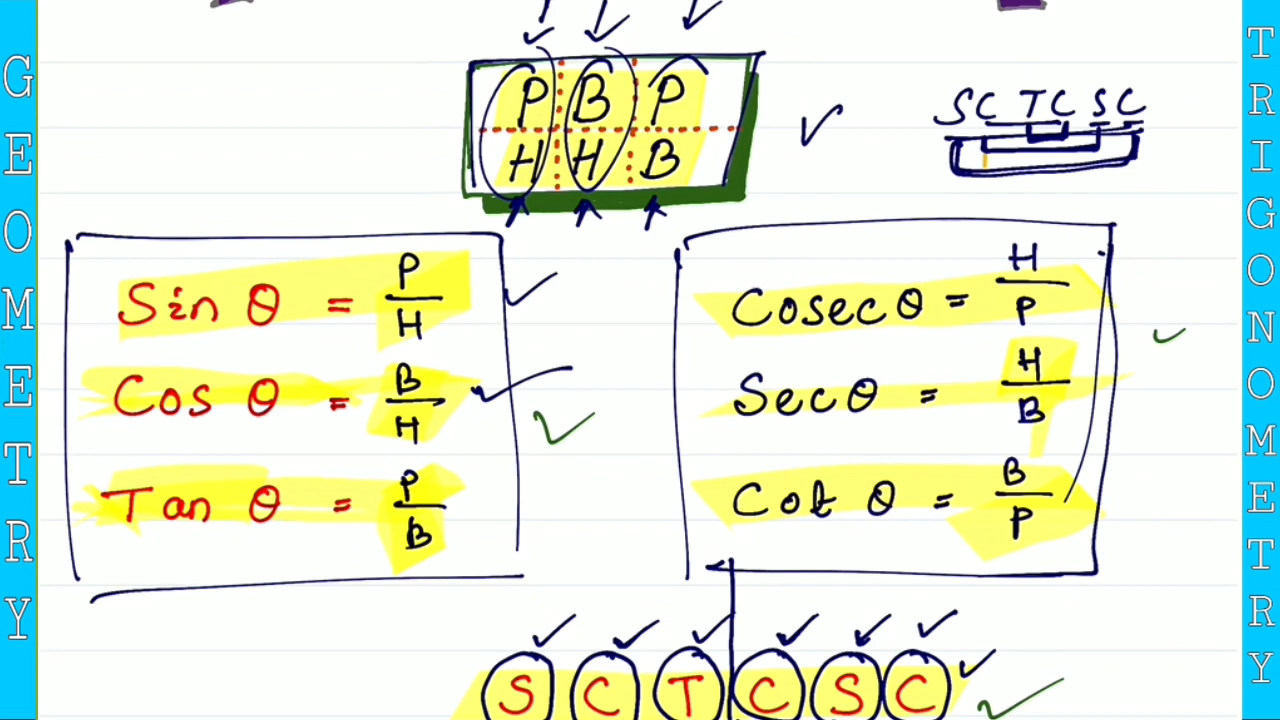 GEOMETRY
P B P
H H B
SC TC SC
Sin θ = P/H
Cos θ = B/H
Tan θ = P/B
Cosec θ = H/P
Sec θ = H/B
Cot θ = B/P
S C T C S C
TRIGONOMETRY